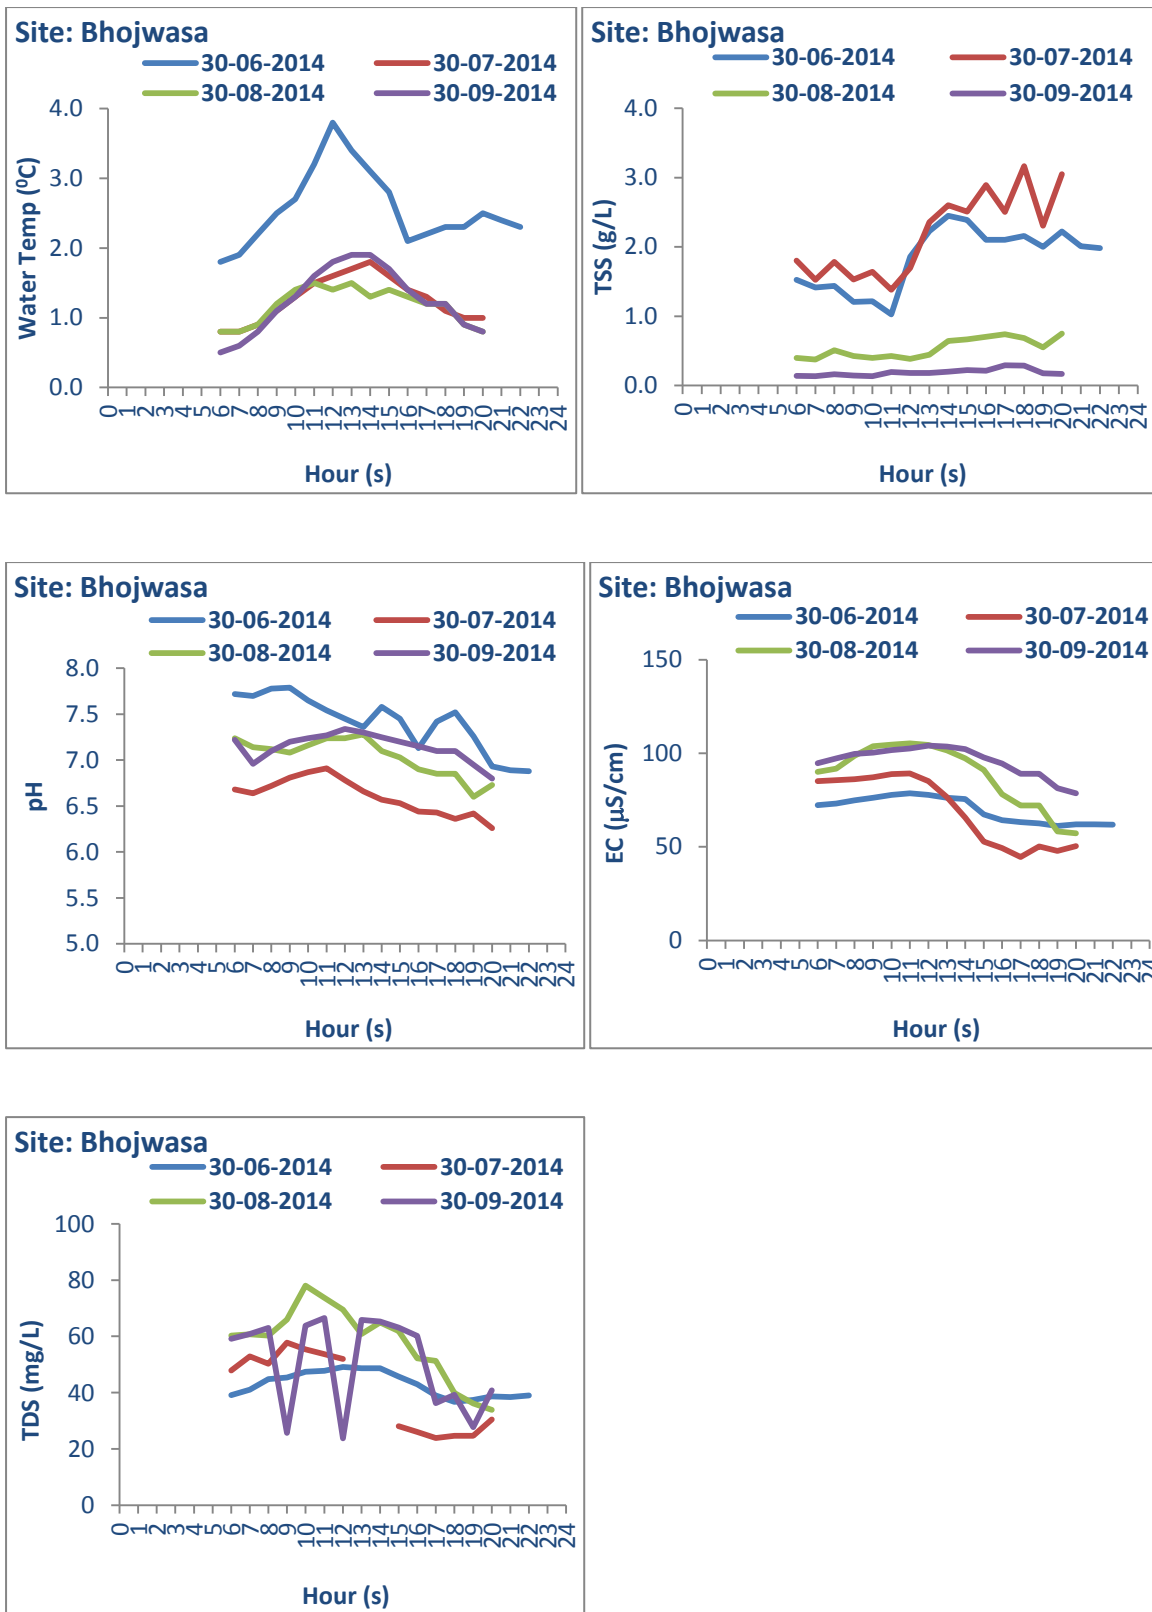 Site: Bhojwasa
30-06-2014 30-07-2014
30-08-2014 30-09-2014
4.0
3.0
2.0
1.0
0.0
Water Temp (⁰C)
0 1 2 3 4 5 6 7 8 9 10 11 12 13 14 15 16 17 18 19 20 21 22 23 24
Hour (s)
Site: Bhojwasa
30-06-2014 30-07-2014
30-08-2014 30-09-2014
4.0
3.0
2.0
1.0
0.0
TSS (g/L)
0 1 2 3 4 5 6 7 8 9 10 11 12 13 14 15 16 17 18 19 20 21 22 23 24
Hour (s)
Site: Bhojwasa
30-06-2014 30-07-2014
30-08-2014 30-09-2014
8.0
7.5
7.0
6.5
6.0
5.5
5.0
pH
0 1 2 3 4 5 6 7 8 9 10 11 12 13 14 15 16 17 18 19 20 21 22 23 24
Hour (s)
Site: Bhojwasa
30-06-2014 30-07-2014
30-08-2014 30-09-2014
150
100
50
0
EC (µS/cm)
0 1 2 3 4 5 6 7 8 9 10 11 12 13 14 15 16 17 18 19 20 21 22 23 24
Hour (s)
Site: Bhojwasa
30-06-2014 30-07-2014
30-08-2014 30-09-2014
100
80
60
40
20
0
TDS (mg/L)
0 1 2 3 4 5 6 7 8 9 10 11 12 13 14 15 16 17 18 19 20 21 22 23 24
Hour (s)